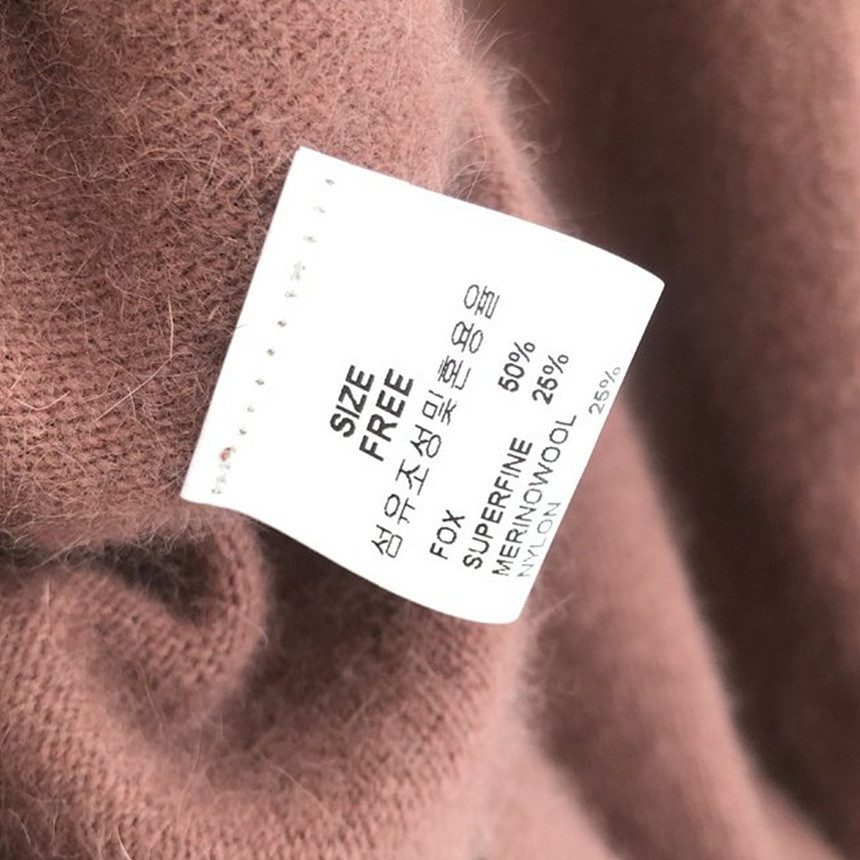 SIZE
FREE
섬유조성및혼용율
FOX 50%
SUPERFINE 25%
MERINOWOOL
NYLON 25%